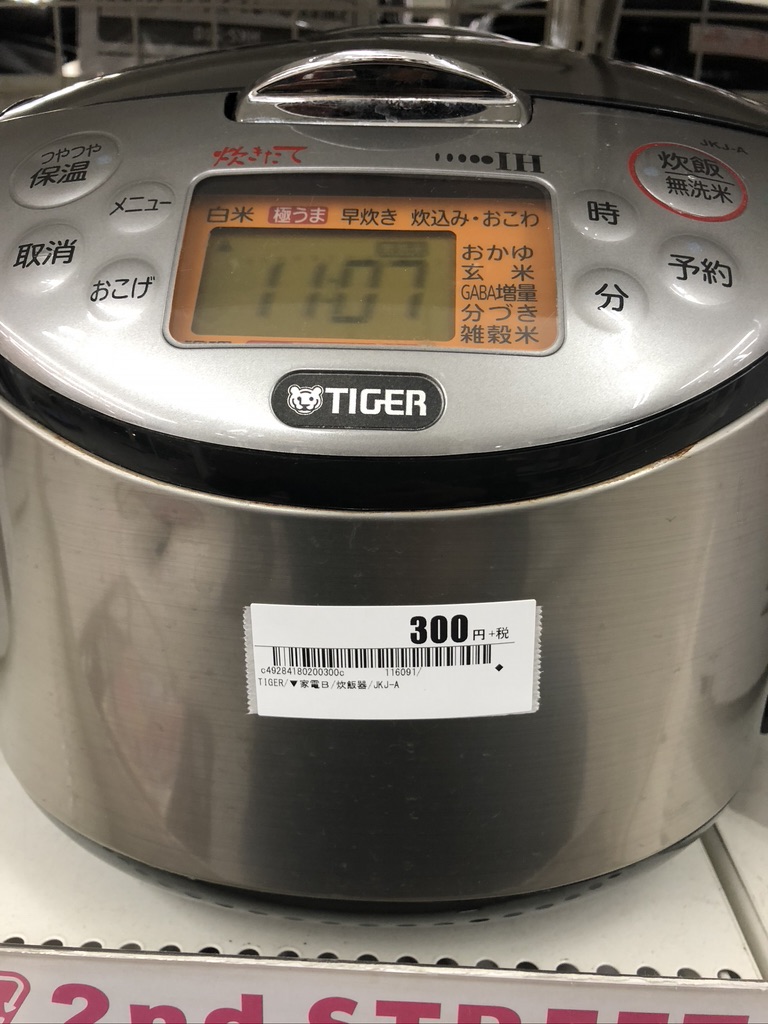 JKJ-A
つやつや
保温
炊きたて
IH
炊飯
無洗米
メニュー
時
取消
予約
おこげ
分
白米 極うま 早炊き 炊込み・おこわ
おかゆ
玄米
GABA増量
分づき
雑穀米
11:07
TIGER
300円+税
c49284180200300c 116091/ ◆
TIGER/▼家電B/炊飯器/JKJ-A
2nd STREET